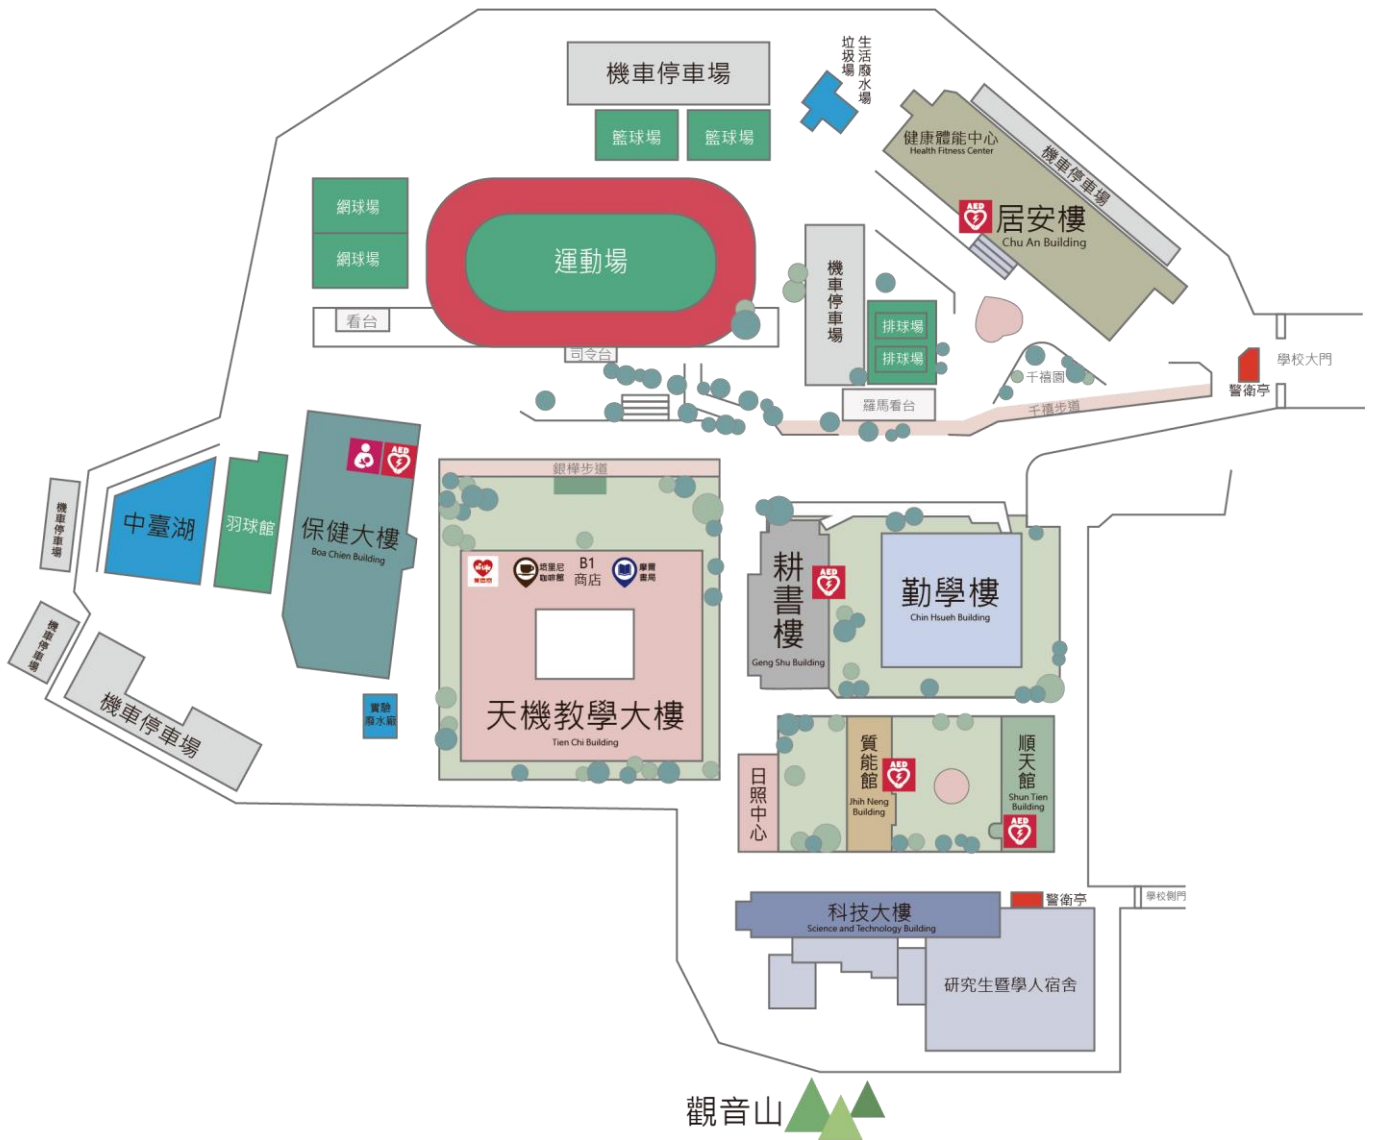 機車停車場
垃圾場
生活廢水場
籃球場
籃球場
健康體能中心
Health Fitness Center
機車停車場
AED
居安樓
Chu An Building
網球場
網球場
運動場
機車停車場
看台
司令台
排球場
排球場
羅馬看台
千禧園
千禧步道
學校大門
警衛亭
機車停車場
中臺湖
羽球館
AED
保健大樓
Boa Chien Building
銀樺步道
B1
商店
天機教學大樓
Tien Chi Building
耕書樓
Geng Shu Building
AED
勤學樓
Chin Hsueh Building
機車停車場
機車停車場
實驗
廢水廠
日照中心
質能館
Jhih Neng
Building
AED
順天館
Shun Tien
Building
AED
科技大樓
Science and Technology Building
警衛亭
學校側門
研究生暨學人宿舍
觀音山